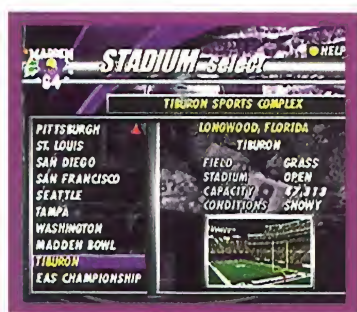 MADDEN
64
STADIUM select
HELP
TIBURON SPORTS COMPLEX
PITTSBURGH
ST. LOUIS
SAN DIEGO
SAN FRANCISCO
SEATTLE
TAMPA
WASHINGTON
MADDEN BOWL
TIBURON
EAS CHAMPIONSHIP
LONGWOOD, FLORIDA
TIBURON
FIELD GRASS
STADIUM OPEN
CAPACITY 47,313
CONDITIONS SNOWY